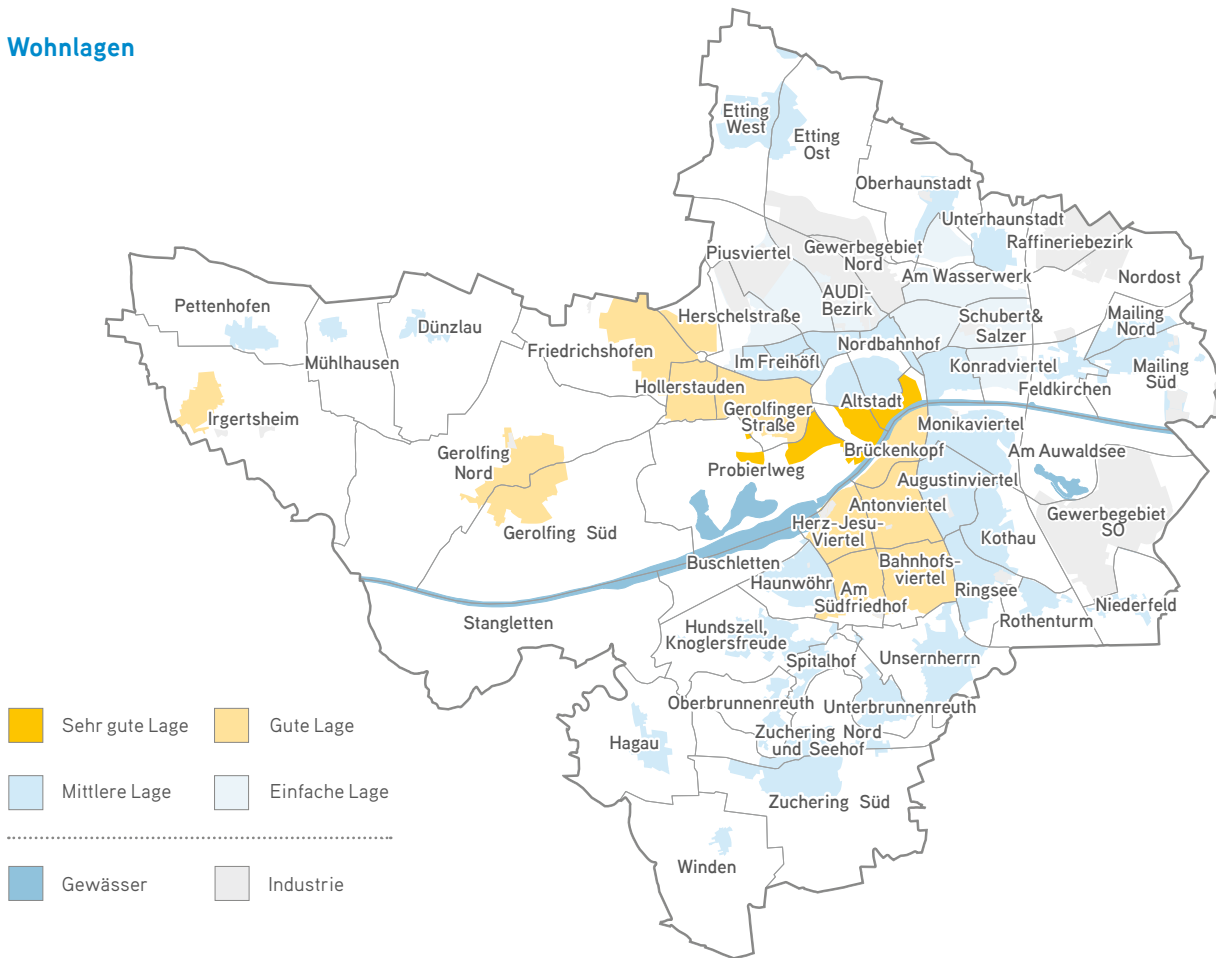 Wohnlagen
Etting
West
Etting
Ost
Oberhaunstadt
Unterhaunstadt
Raffineriebezirk
Piusviertel
Gewerbegebiet
Nord
Am Wasserwerk
Nordost
Pettenhofen
Dünzlau
Mühlhausen
Herschelstraße
AUDI-
Bezirk
Schubert&
Salzer
Mailing
Nord
Friedrichshofen
Im Freihöfl
Nordbahnhof
Konradviertel
Mailing
Süd
Feldkirchen
Hollerstauden
Irgertsheim
Gerolfinger
Straße
Altstadt
Monikaviertel
Gerolfing
Nord
Probierlweg
Brückenkopf
Am Auwaldsee
Augustinviertel
Antonviertel
Gerolfing Süd
Herz-Jesu-
Viertel
Gewerbegebiet
SO
Kothau
Buschletten
Haunwöhr
Bahnhofs-
viertel
Am
Südfriedhof
Ringsee
Niederfeld
Rothenturm
Stangletten
Hundszell,
Knoglersfreude
Spitalhof
Unsernherrn
Oberbrunnenreuth
Unterbrunnenreuth
Zuchering Nord
und Seehof
Hagau
Zuchering Süd
Winden
Sehr gute Lage
Gute Lage
Mittlere Lage
Einfache Lage
Gewässer
Industrie